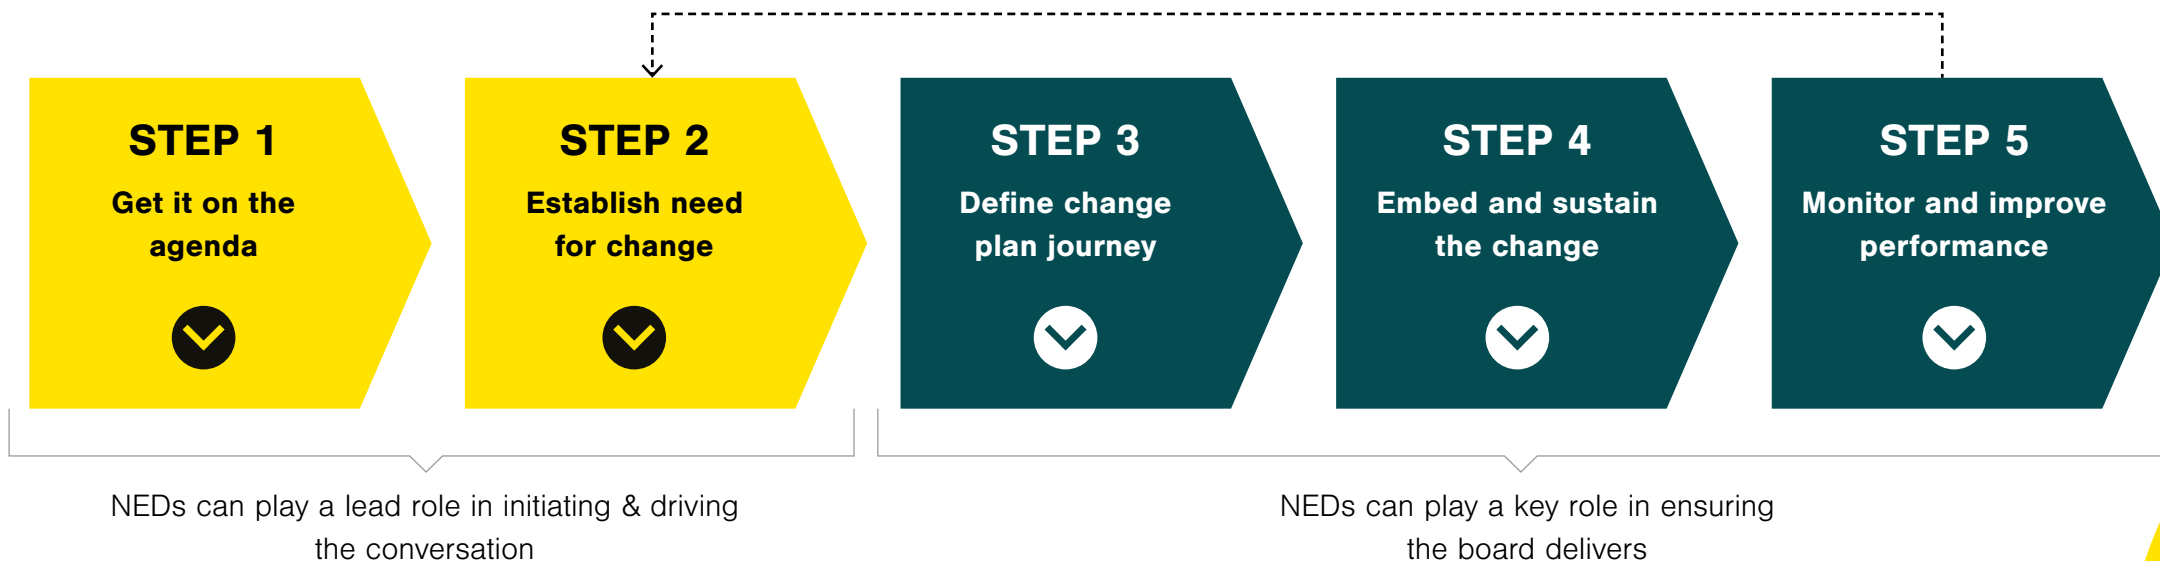 STEP 1
Get it on the
agenda
STEP 2
Establish need
for change
STEP 3
Define change
plan journey
STEP 4
Embed and sustain
the change
STEP 5
Monitor and improve
performance
NEDs can play a lead role in initiating & driving
the conversation
NEDs can play a key role in ensuring
the board delivers